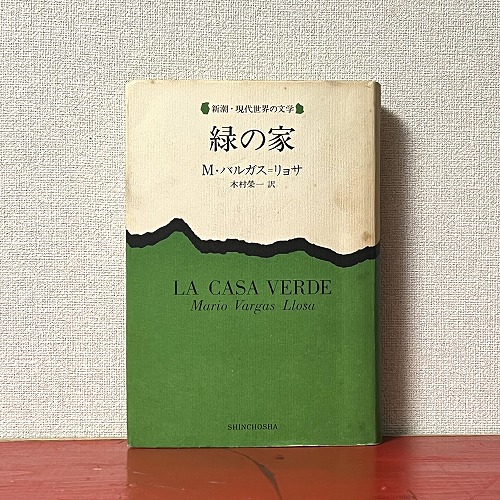 新潮・現代世界の文学
緑の家
M・バルガス=リョサ
木村榮一 訳
LA CASA VERDE
Mario Vargas Llosa
SHINCHOSHA